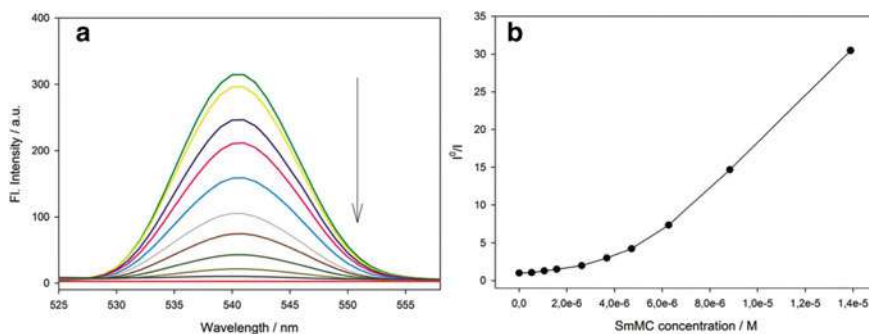 a
400
300
200
100
0
Fl. Intensity / a.u.
525 530 535 540 545 550 555
Wavelength / nm
b
35
30
25
20
15
10
5
0
I⁰/I
0,0 2,0e-6 4,0e-6 6,0e-6 8,0e-6 1,0e-5 1,2e-5 1,4e-5
SmMC concentration / M